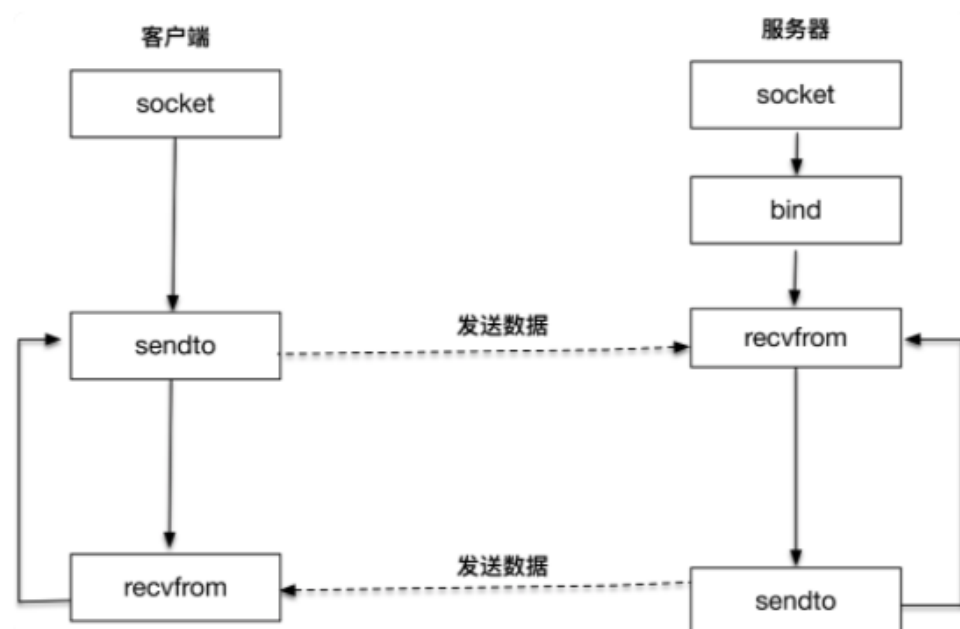 客户端
服务器
socket
socket
bind
sendto
发送数据
recvfrom
recvfrom
发送数据
sendto